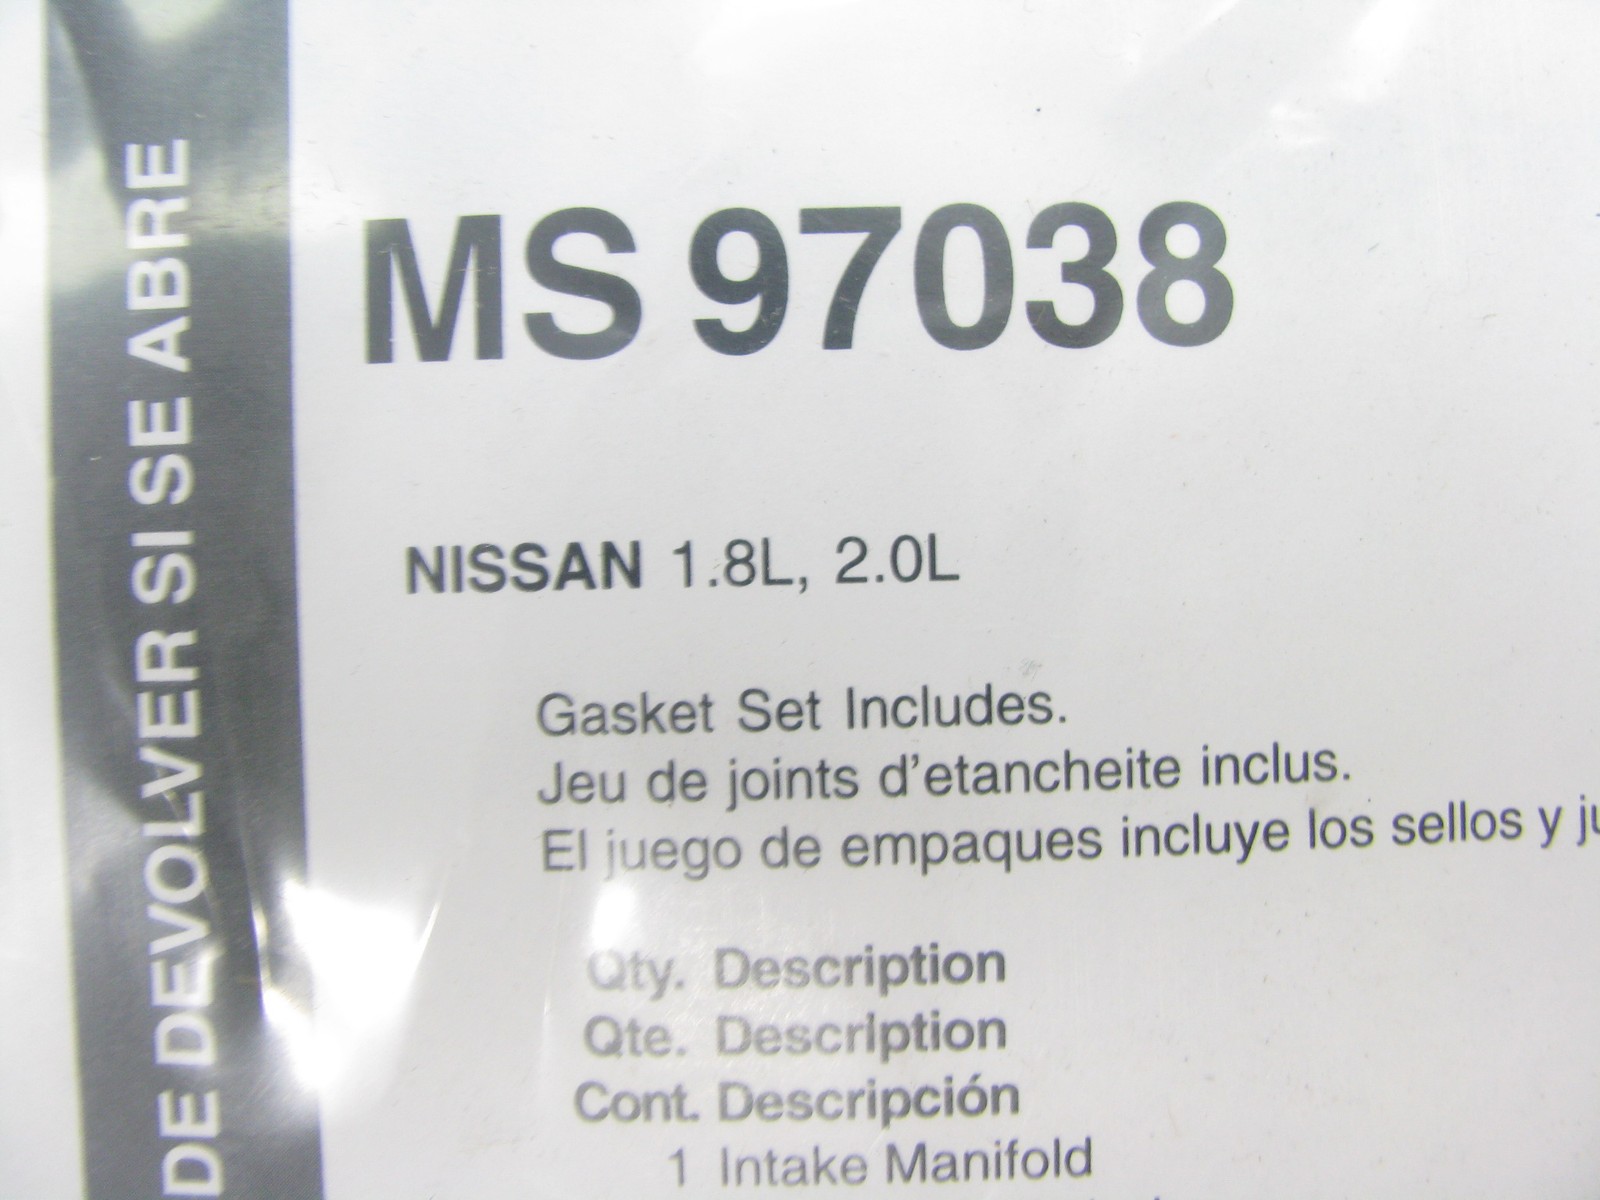 DE DEVOLVER SI SE ABRE
MS 97038
NISSAN 1.8L, 2.0L
Gasket Set Includes.
Jeu de joints d'etancheite inclus.
El juego de empaques incluye los sellos y
Qty. Description
Qte. Description
Cont. Descripción
1 Intake Manifold